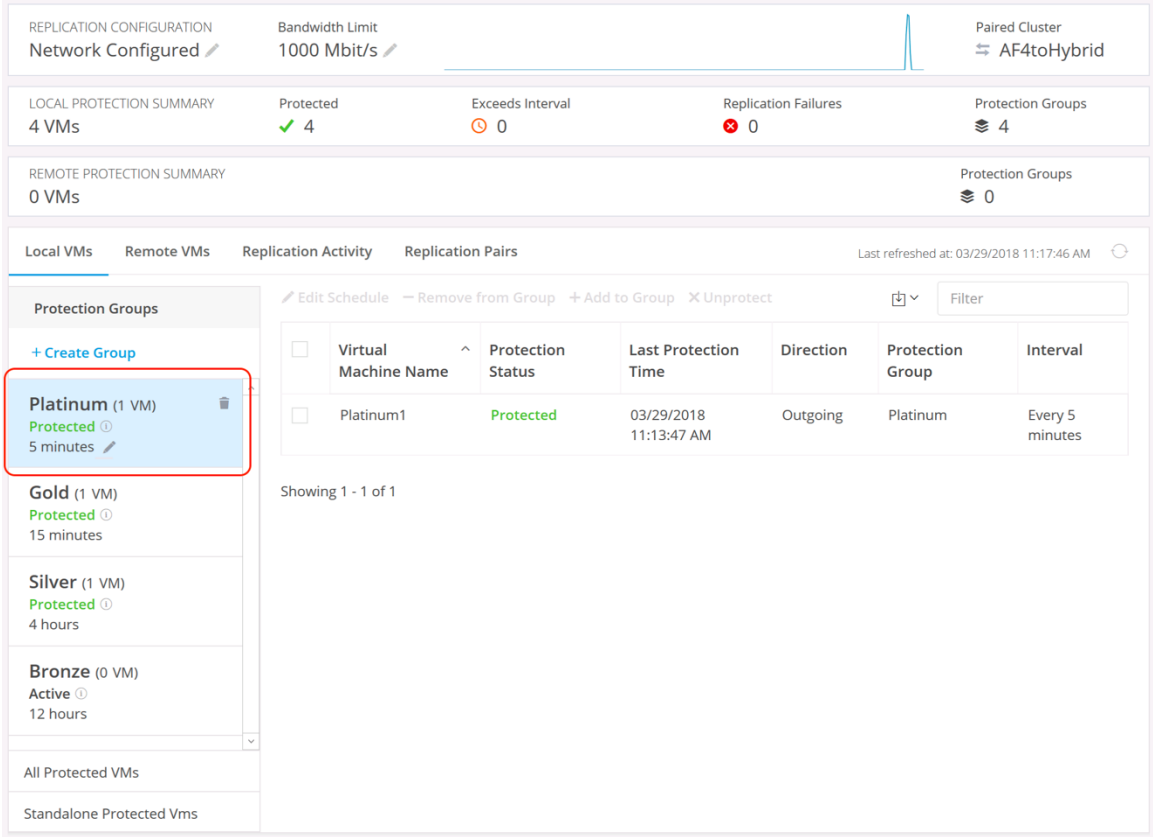 REPLICATION CONFIGURATION
Network Configured
Bandwidth Limit
1000 Mbit/s
Paired Cluster
AF4toHybrid
LOCAL PROTECTION SUMMARY
4 VMs
Protected
4
Exceeds Interval
0
Replication Failures
0
Protection Groups
4
REMOTE PROTECTION SUMMARY
0 VMs
Protection Groups
0
Local VMs Remote VMs Replication Activity Replication Pairs
Last refreshed at: 03/29/2018 11:17:46 AM
Protection Groups
+ Create Group
Platinum (1 VM)
Protected
5 minutes
Gold (1 VM)
Protected
15 minutes
Silver (1 VM)
Protected
4 hours
Bronze (0 VM)
Active
12 hours
All Protected VMs
Standalone Protected Vms
Edit Schedule Remove from Group + Add to Group Unprotect
Filter
Virtual
Machine Name
Protection
Status
Last Protection
Time
Direction
Protection
Group
Interval
Platinum1
Protected
03/29/2018
11:13:47 AM
Outgoing
Platinum
Every 5
minutes
Showing 1 - 1 of 1